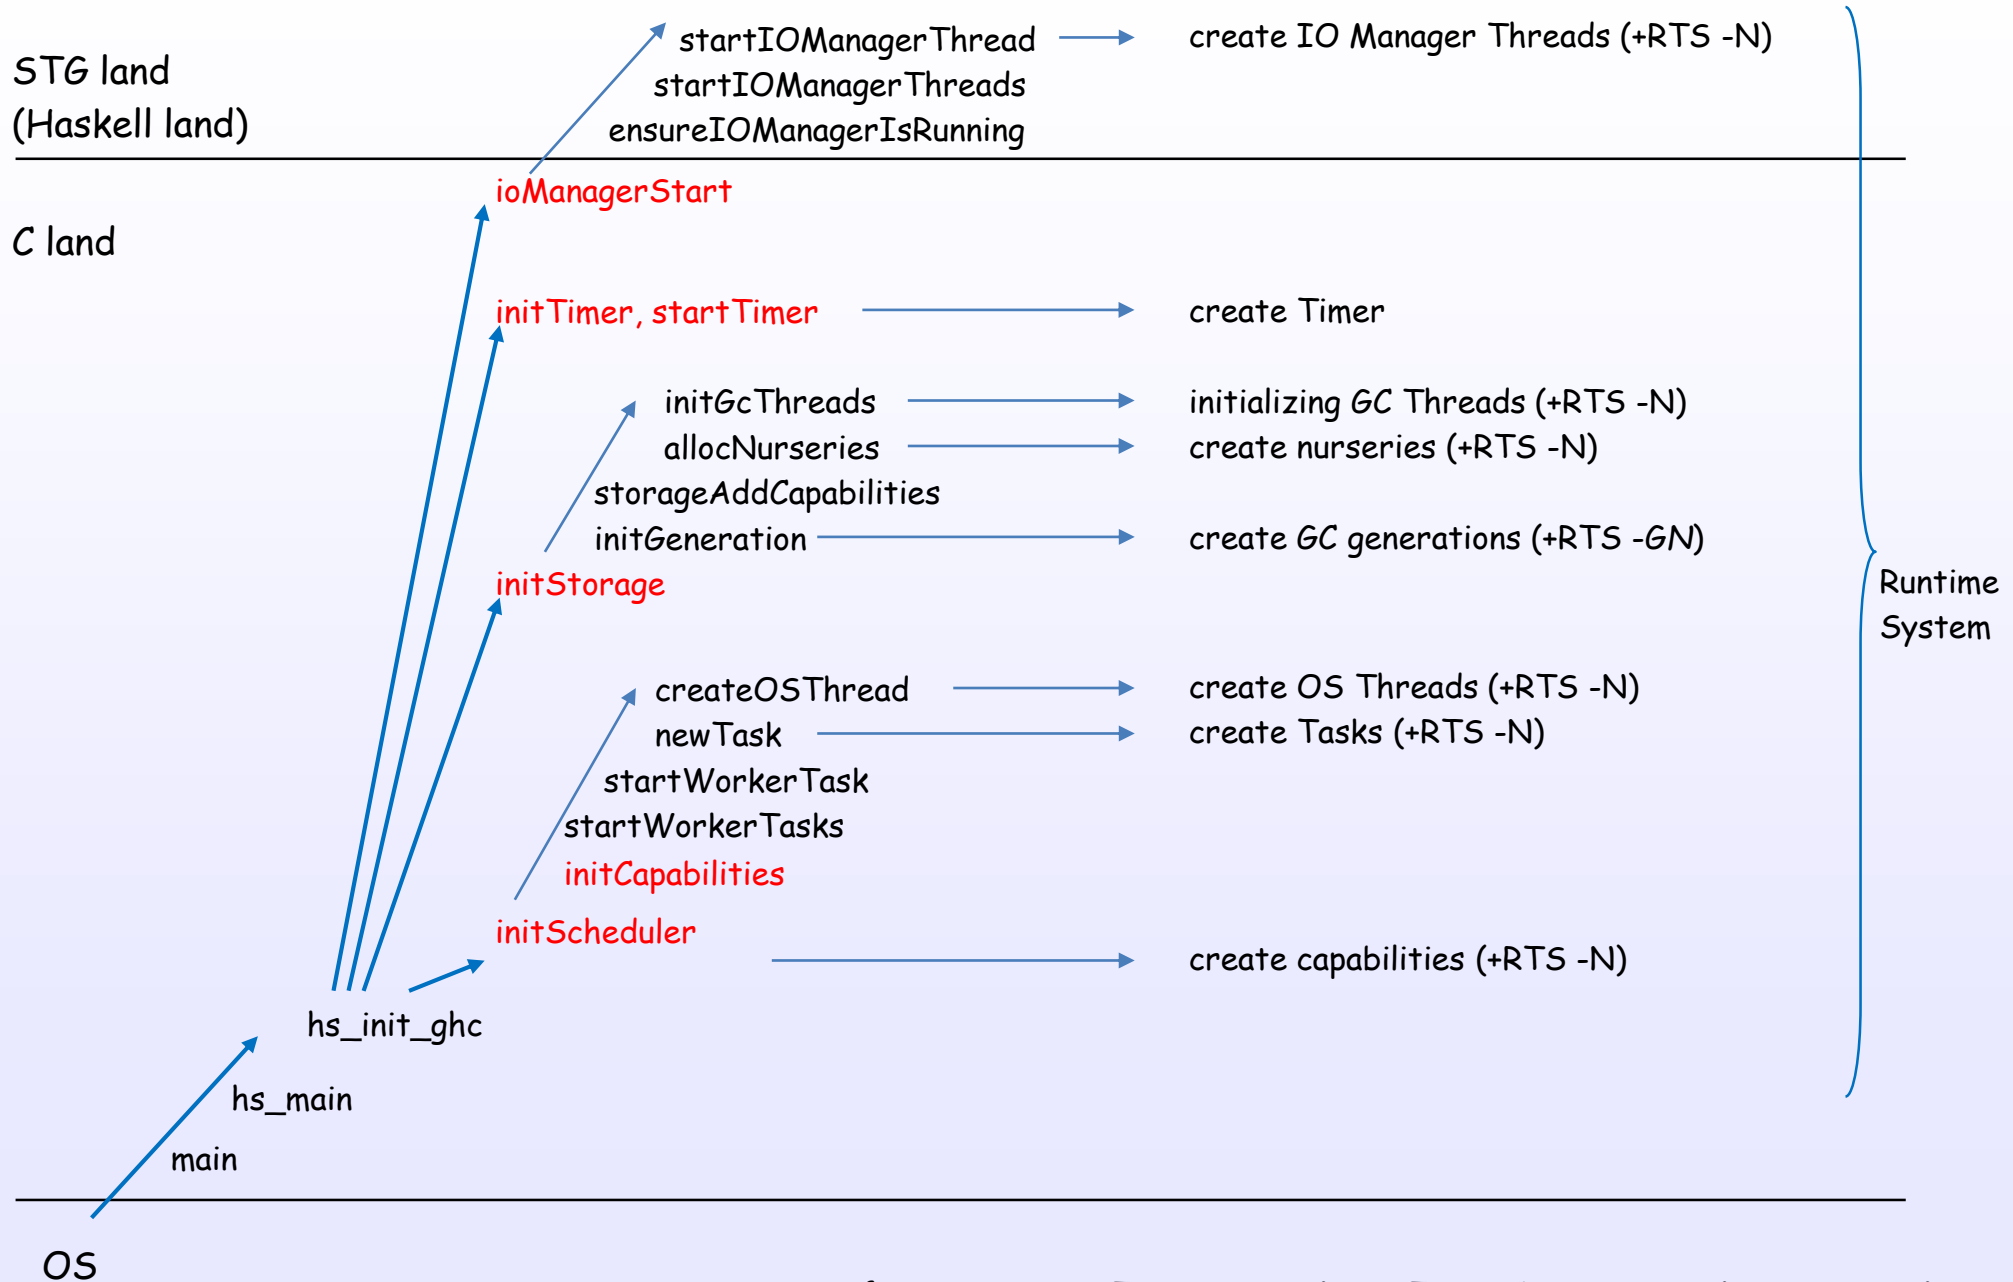 startIOManagerThread
create IO Manager Threads (+RTS -N)
STG land
(Haskell land)
startIOManagerThreads
ensureIOManagerIsRunning
ioManagerStart
C land
initTimer, startTimer
create Timer
initGcThreads
initializing GC Threads (+RTS -N)
allocNurseries
create nurseries (+RTS -N)
storageAddCapabilities
initGeneration
create GC generations (+RTS -GN)
initStorage
Runtime
System
createOSThread
create OS Threads (+RTS -N)
newTask
create Tasks (+RTS -N)
startWorkerTask
startWorkerTasks
initCapabilities
initScheduler
create capabilities (+RTS -N)
hs_init_ghc
hs_main
main
OS